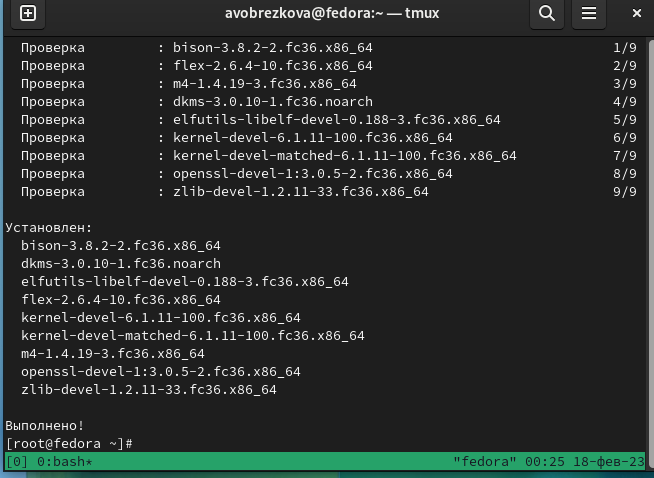 avobrezkova@fedora:~ — tmux
Проверка : bison-3.8.2-2.fc36.x86_64 1/9
Проверка : flex-2.6.4-10.fc36.x86_64 2/9
Проверка : m4-1.4.19-3.fc36.x86_64 3/9
Проверка : dkms-3.0.10-1.fc36.noarch 4/9
Проверка : elfutils-libelf-devel-0.188-3.fc36.x86_64 5/9
Проверка : kernel-devel-6.1.11-100.fc36.x86_64 6/9
Проверка : kernel-devel-matched-6.1.11-100.fc36.x86_64 7/9
Проверка : openssl-devel-1:3.0.5-2.fc36.x86_64 8/9
Проверка : zlib-devel-1.2.11-33.fc36.x86_64 9/9
Установлен:
bison-3.8.2-2.fc36.x86_64
dkms-3.0.10-1.fc36.noarch
elfutils-libelf-devel-0.188-3.fc36.x86_64
flex-2.6.4-10.fc36.x86_64
kernel-devel-6.1.11-100.fc36.x86_64
kernel-devel-matched-6.1.11-100.fc36.x86_64
m4-1.4.19-3.fc36.x86_64
openssl-devel-1:3.0.5-2.fc36.x86_64
zlib-devel-1.2.11-33.fc36.x86_64
Выполнено!
[root@fedora ~]#
[0] 0:bash* "fedora" 00:25 18-фев-23